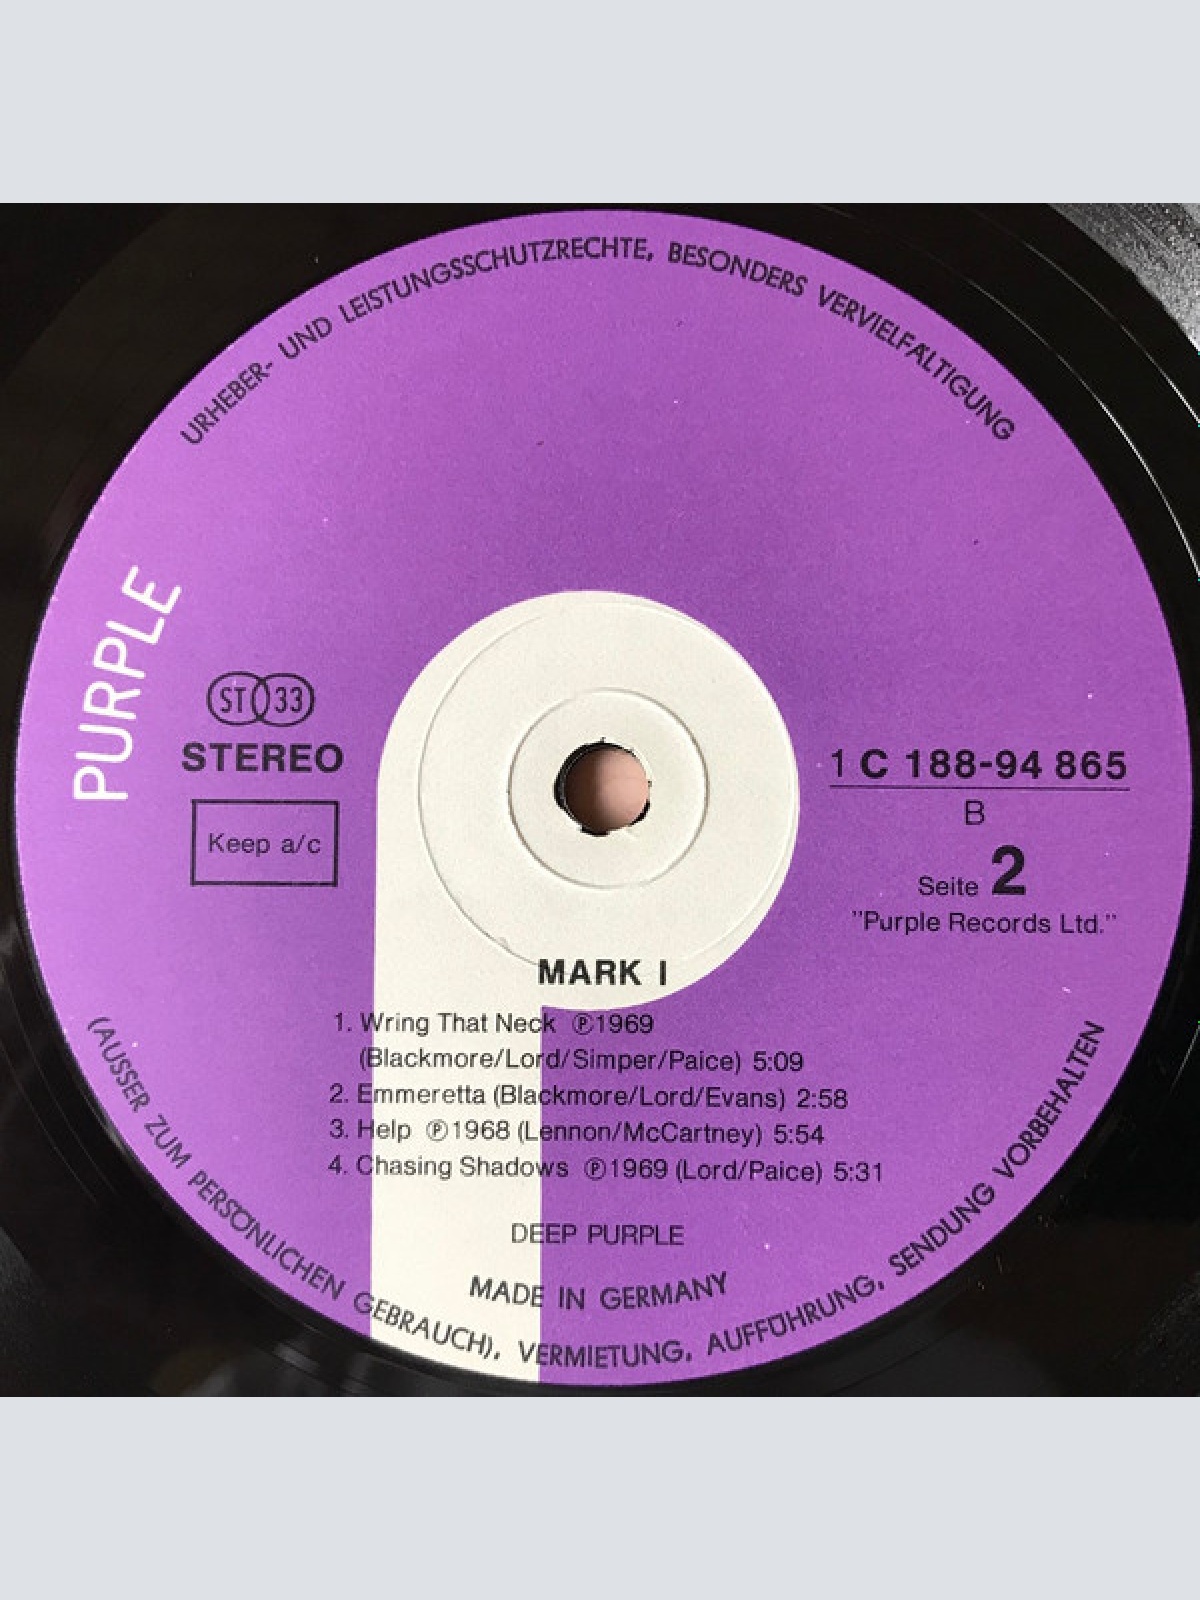 URHEBER- UND LEISTUNGSSCHUTZRECHTE, BESONDERS VERVIELFÄLTIGUNG
PURPLE
ST 33
STEREO
Keep a/c
1 C 188-94 865
B
Seite 2
"Purple Records Ltd."
MARK I
1. Wring That Neck ℗1969
(Blackmore/Lord/Simper/Paice) 5:09
2. Emmeretta (Blackmore/Lord/Evans) 2:58
3. Help ℗1968 (Lennon/McCartney) 5:54
4. Chasing Shadows ℗1969 (Lord/Paice) 5:31
DEEP PURPLE
MADE IN GERMANY
(AUSSER ZUM PERSÖNLICHEN GEBRAUCH), VERMIETUNG, AUFFÜHRUNG, SENDUNG VORBEHALTEN